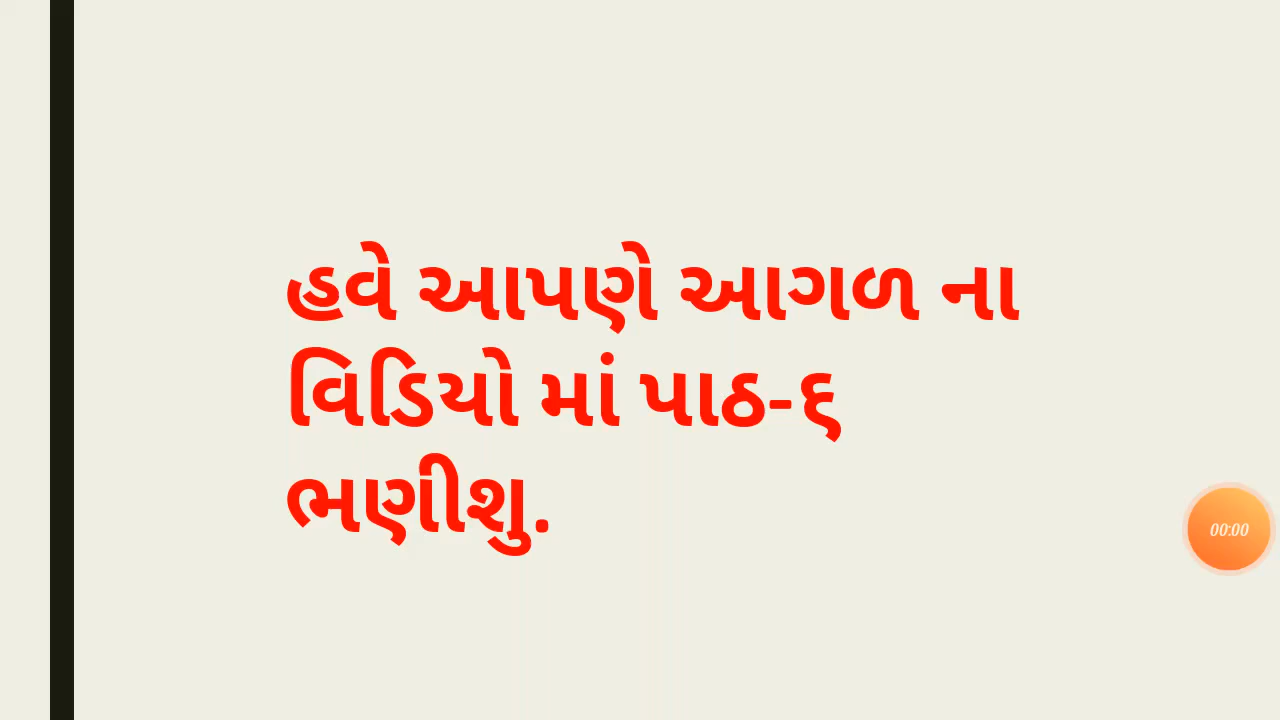 હવે આપણે આગળ ના
વિડિયો માં પાઠ-૬
ભણીશુ.
00:00